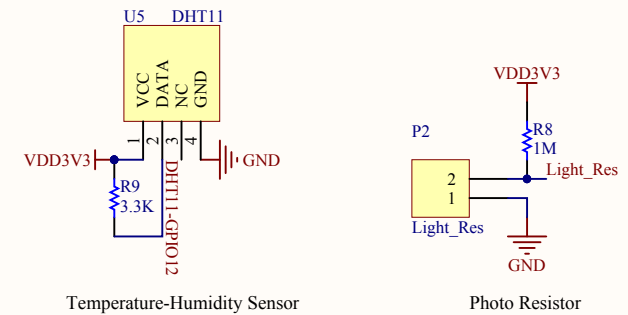 U5 DHT11
VCC
DATA
NC
GND
1
2
3
4
VDD3V3
GND
R9
3.3K
DHT11-GPIO12
Temperature-Humidity Sensor
VDD3V3
P2
R8
1M
2
1
Light_Res
Light_Res
GND
Photo Resistor